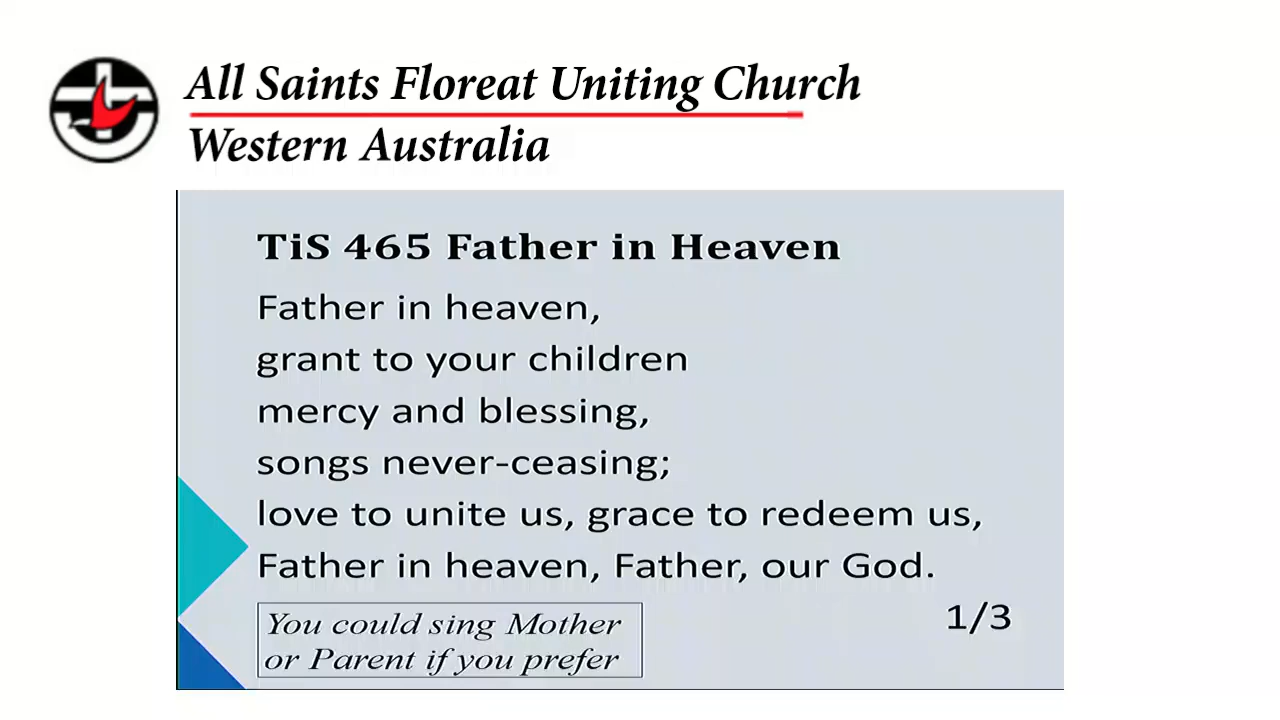 All Saints Floreat Uniting Church
Western Australia
TiS 465 Father in Heaven
Father in heaven,
grant to your children
mercy and blessing,
songs never-ceasing;
love to unite us, grace to redeem us,
Father in heaven, Father, our God.
You could sing Mother
or Parent if you prefer
1/3